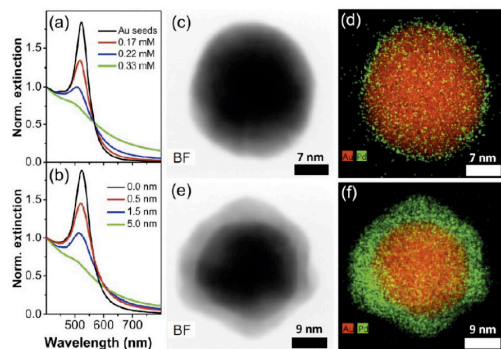 (a)
Au seeds
0.17 mM
0.22 mM
0.33 mM
Norm. extinction
2.0
1.5
1.0
0.5
0.0
(b)
0.0 nm
0.5 nm
1.5 nm
5.0 nm
Norm. extinction
1.5
1.0
0.5
0.0
500 600 700
Wavelength (nm)
(c)
BF
7 nm
(d)
Au Pd
7 nm
(e)
BF
9 nm
(f)
Au Pd
9 nm